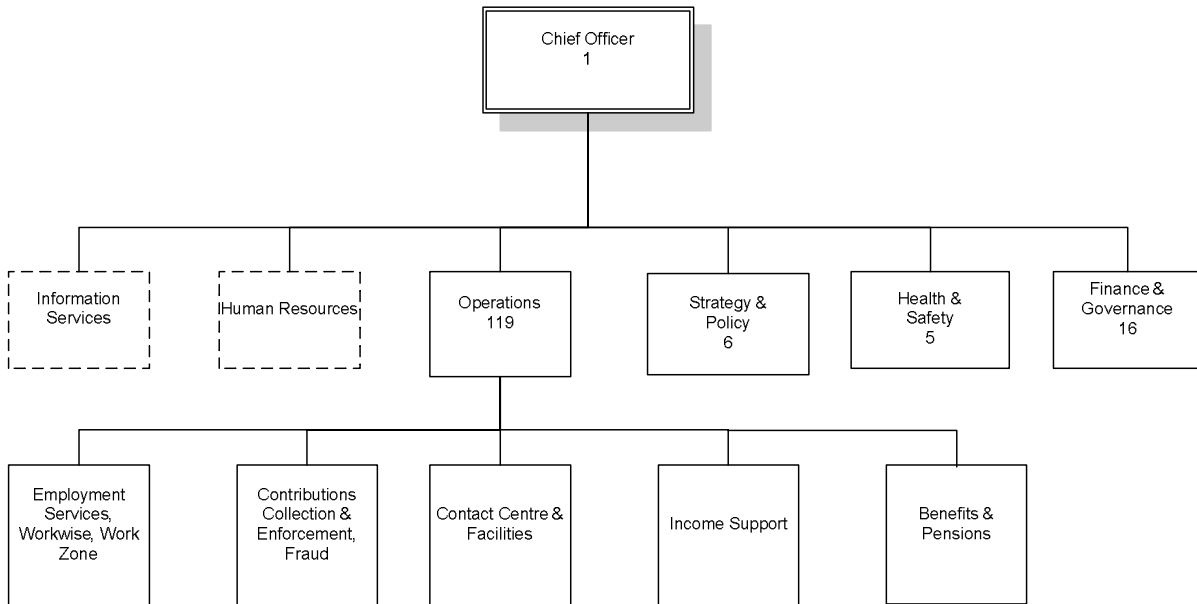 Chief Officer
1
Information
Services
Human Resources
Operations
119
Strategy &
Policy
6
Health &
Safety
5
Finance &
Governance
16
Employment
Services,
Workwise, Work
Zone
Contributions
Collection &
Enforcement,
Fraud
Contact Centre &
Facilities
Income Support
Benefits &
Pensions